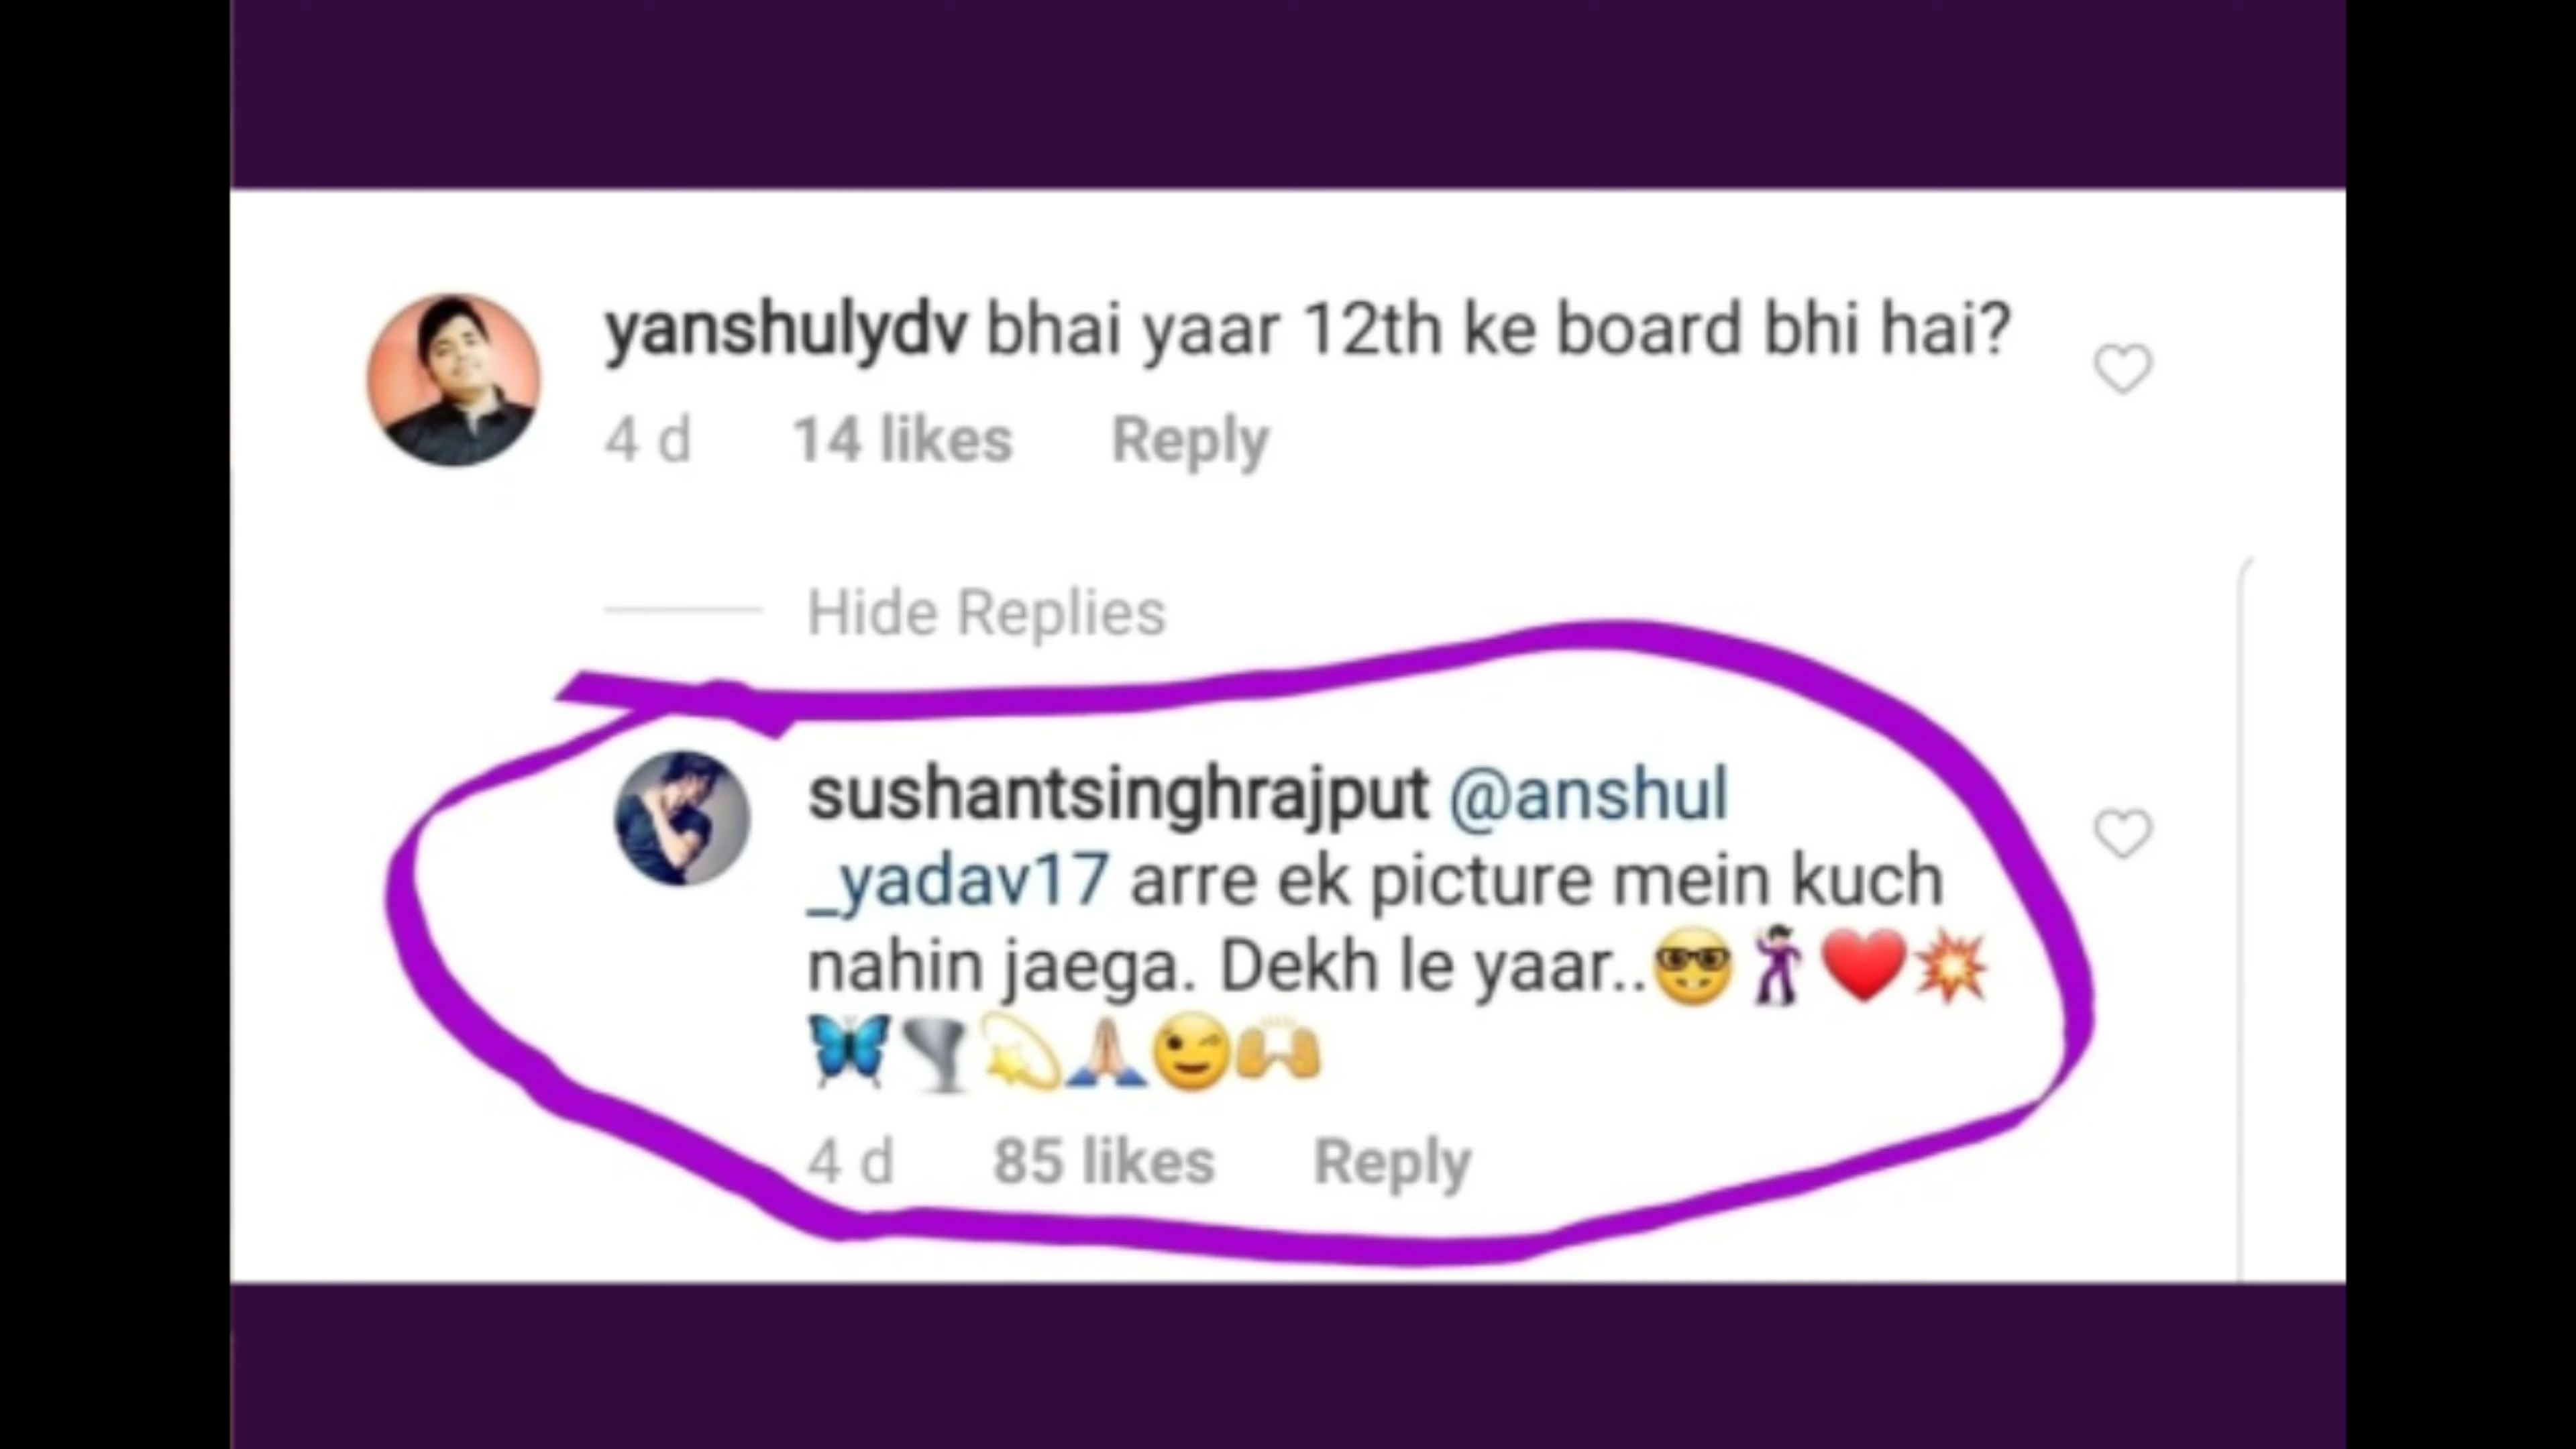 yanshulydv bhai yaar 12th ke board bhi hai?
4 d 14 likes Reply
Hide Replies
sushantsinghrajput @anshul
_yadav17 arre ek picture mein kuch
nahin jaega. Dekh le yaar..🤓🕺❤️💥
🦋🌪💫🙏😉🙌
4 d 85 likes Reply